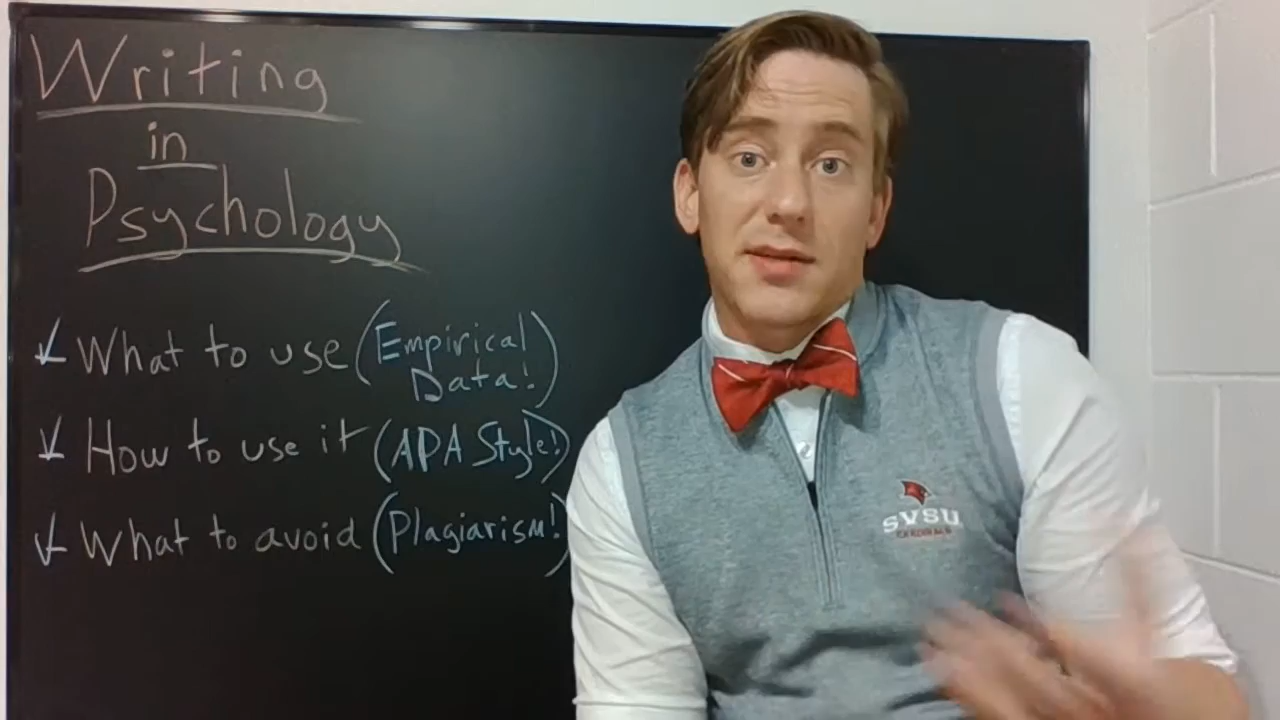 Writing
in
Psychology
What to use (Empirical
Data!)
How to use it (APA Style!)
What to avoid (Plagiarism!)
SVSU
CARDINALS